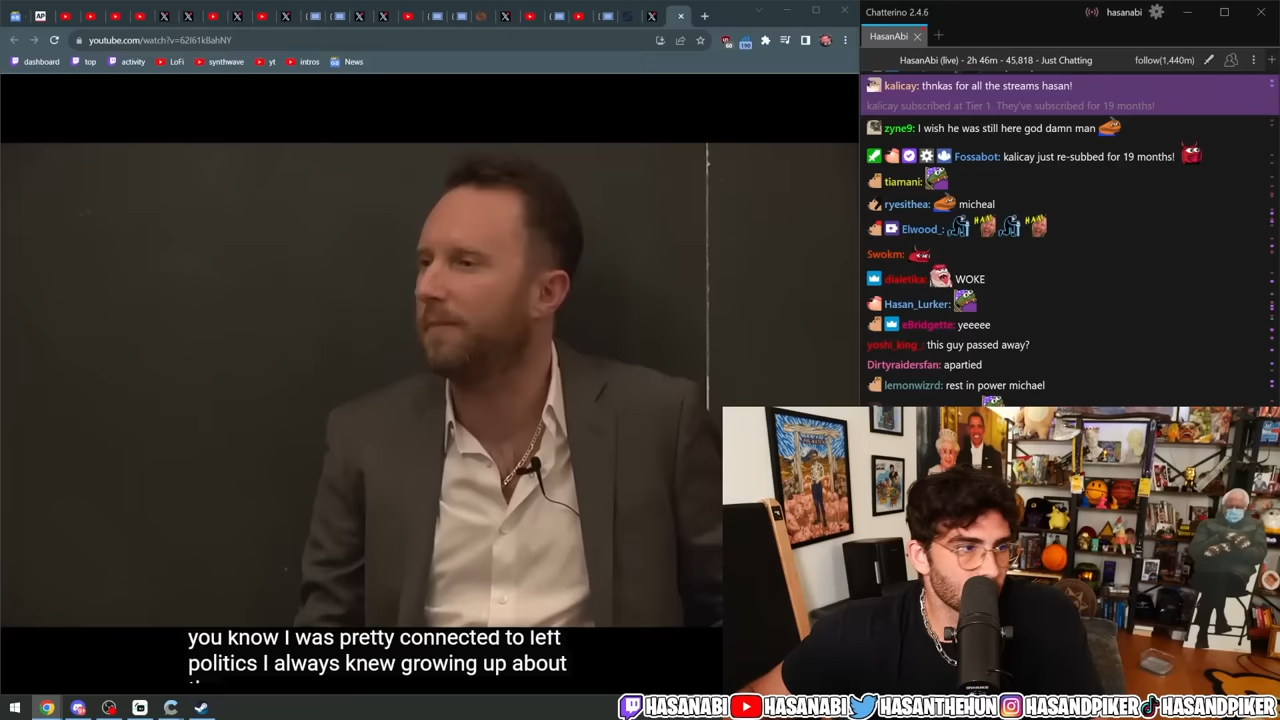 AP
Chatterino 2.4.6
hasanabi
youtube.com/watch?v=62I61kBahNY
60
190
HasanAbi
dashboard
top
activity
LoFi
synthwave
yt
intros
News
HasanAbi (live) - 2h 46m - 45,818 - Just Chatting
follow(1,440m)
kalicay: thnkas for all the streams hasan!
kalicay subscribed at Tier 1. They've subscribed for 19 months!
zyne9: I wish he was still here god damn man
Fossabot: kalicay just re-subbed for 19 months!
tiamani:
ryesithea: micheal
Elwood_:
Swokm:
dialetika: WOKE
Hasan_Lurker:
eBridgette: yeeeee
yoshi_king_: this guy passed away?
Dirtyraidersfan: apartied
lemonwizrd: rest in power michael
you know I was pretty connected to left
politics I always knew growing up about
HASANABI
HASANABI
HASANTHEHUN
HASANDPIKER
HASANDPIKER